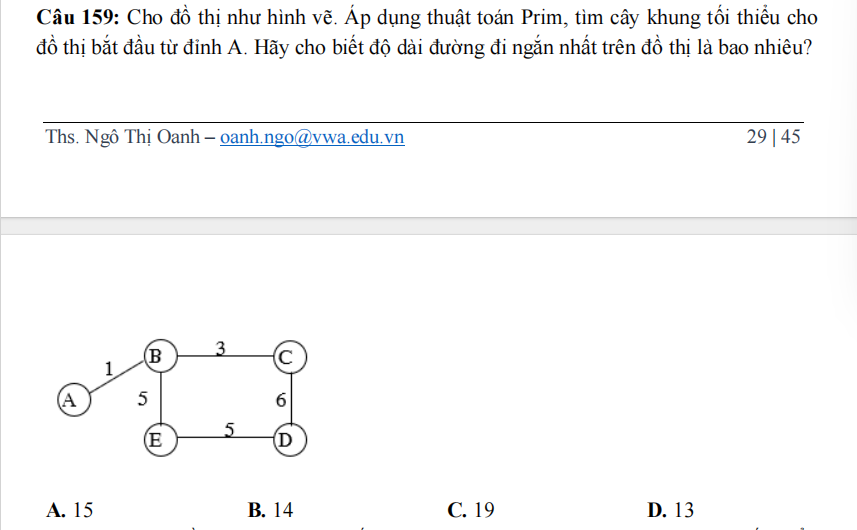 Câu 159: Cho đồ thị như hình vẽ. Áp dụng thuật toán Prim, tìm cây khung tối thiểu cho
đồ thị bắt đầu từ đỉnh A. Hãy cho biết độ dài đường đi ngắn nhất trên đồ thị là bao nhiêu?
Ths. Ngô Thị Oanh – oanh.ngo@vwa.edu.vn 29 | 45
B 3 C
1
A 5 6
E 5 D
A. 15 B. 14 C. 19 D. 13